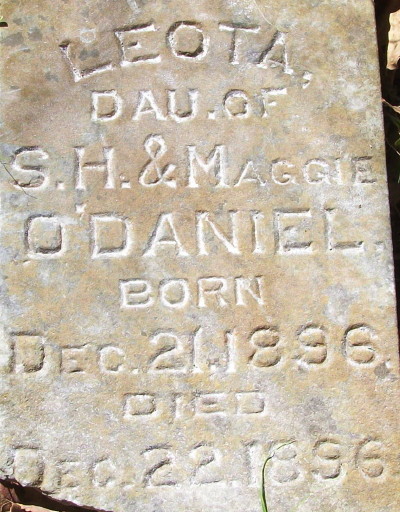 LEOTA,
DAU. OF
S. H. & MAGGIE
O'DANIEL.
BORN
DEC. 21, 1896.
DIED
DEC. 22, 1896